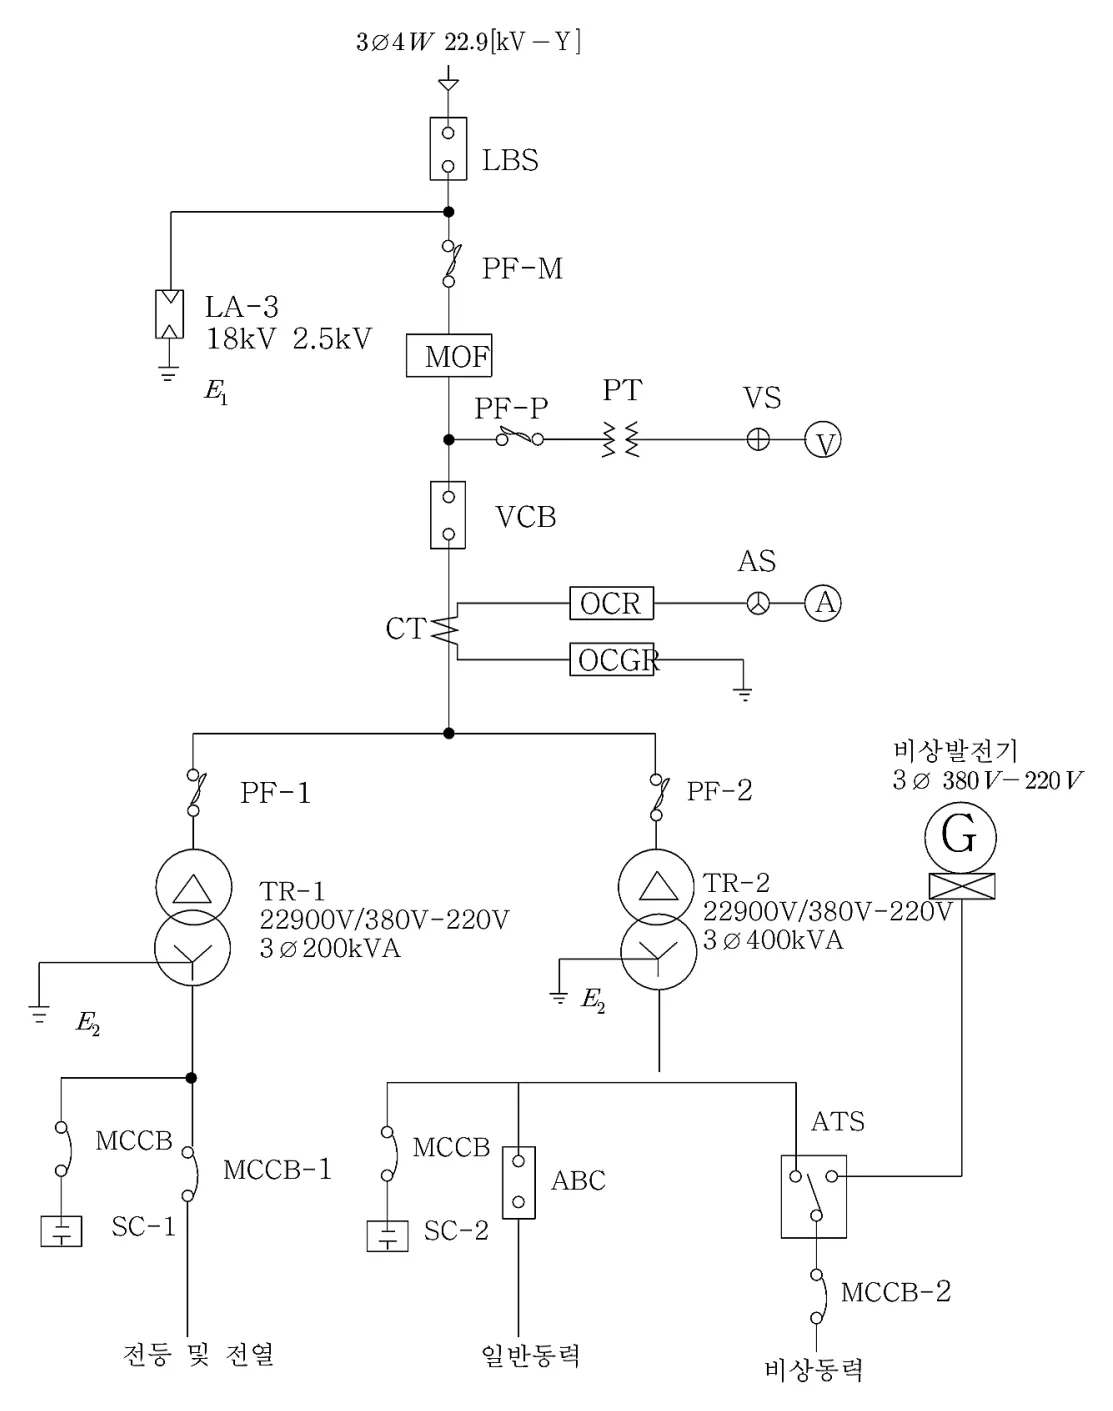 3∅4W 22.9[kV－Y]
LBS
PF-M
LA-3
18kV 2.5kV
E₁
MOF
PF-P
PT
VS
V
VCB
AS
OCR
A
CT
OCGR
비상발전기
3∅ 380V－220V
G
PF-1
PF-2
TR-1
22900V/380V-220V
3∅200kVA
TR-2
22900V/380V-220V
3∅400kVA
E₂
E₂
ATS
MCCB
MCCB-1
MCCB
ABC
SC-1
SC-2
MCCB-2
전등 및 전열
일반동력
비상동력